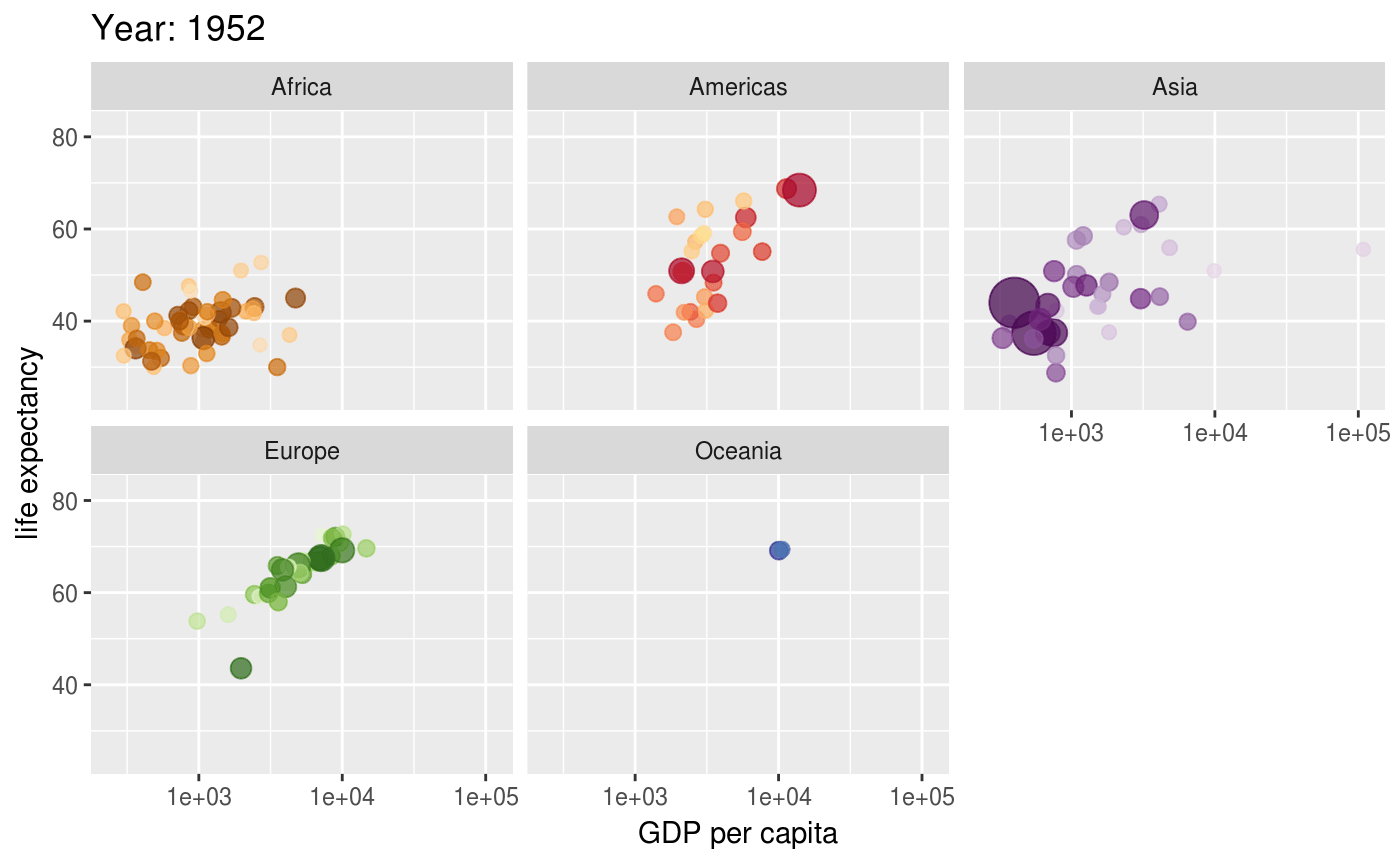 Year: 1952
Africa
Americas
Asia
80
60
40
1e+03
1e+04
1e+05
Europe
Oceania
80
60
40
1e+03
1e+04
1e+05
1e+03
1e+04
1e+05
life expectancy
GDP per capita